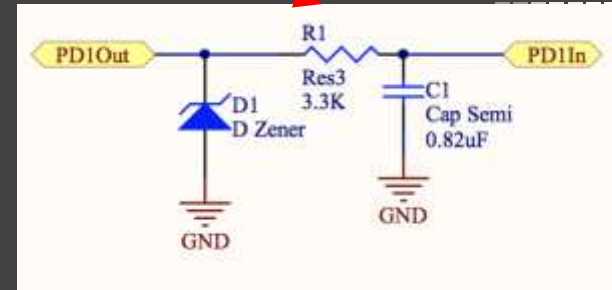 PD1Out
R1
Res3
3.3K
PD1In
D1
D Zener
C1
Cap Semi
0.82uF
GND
GND